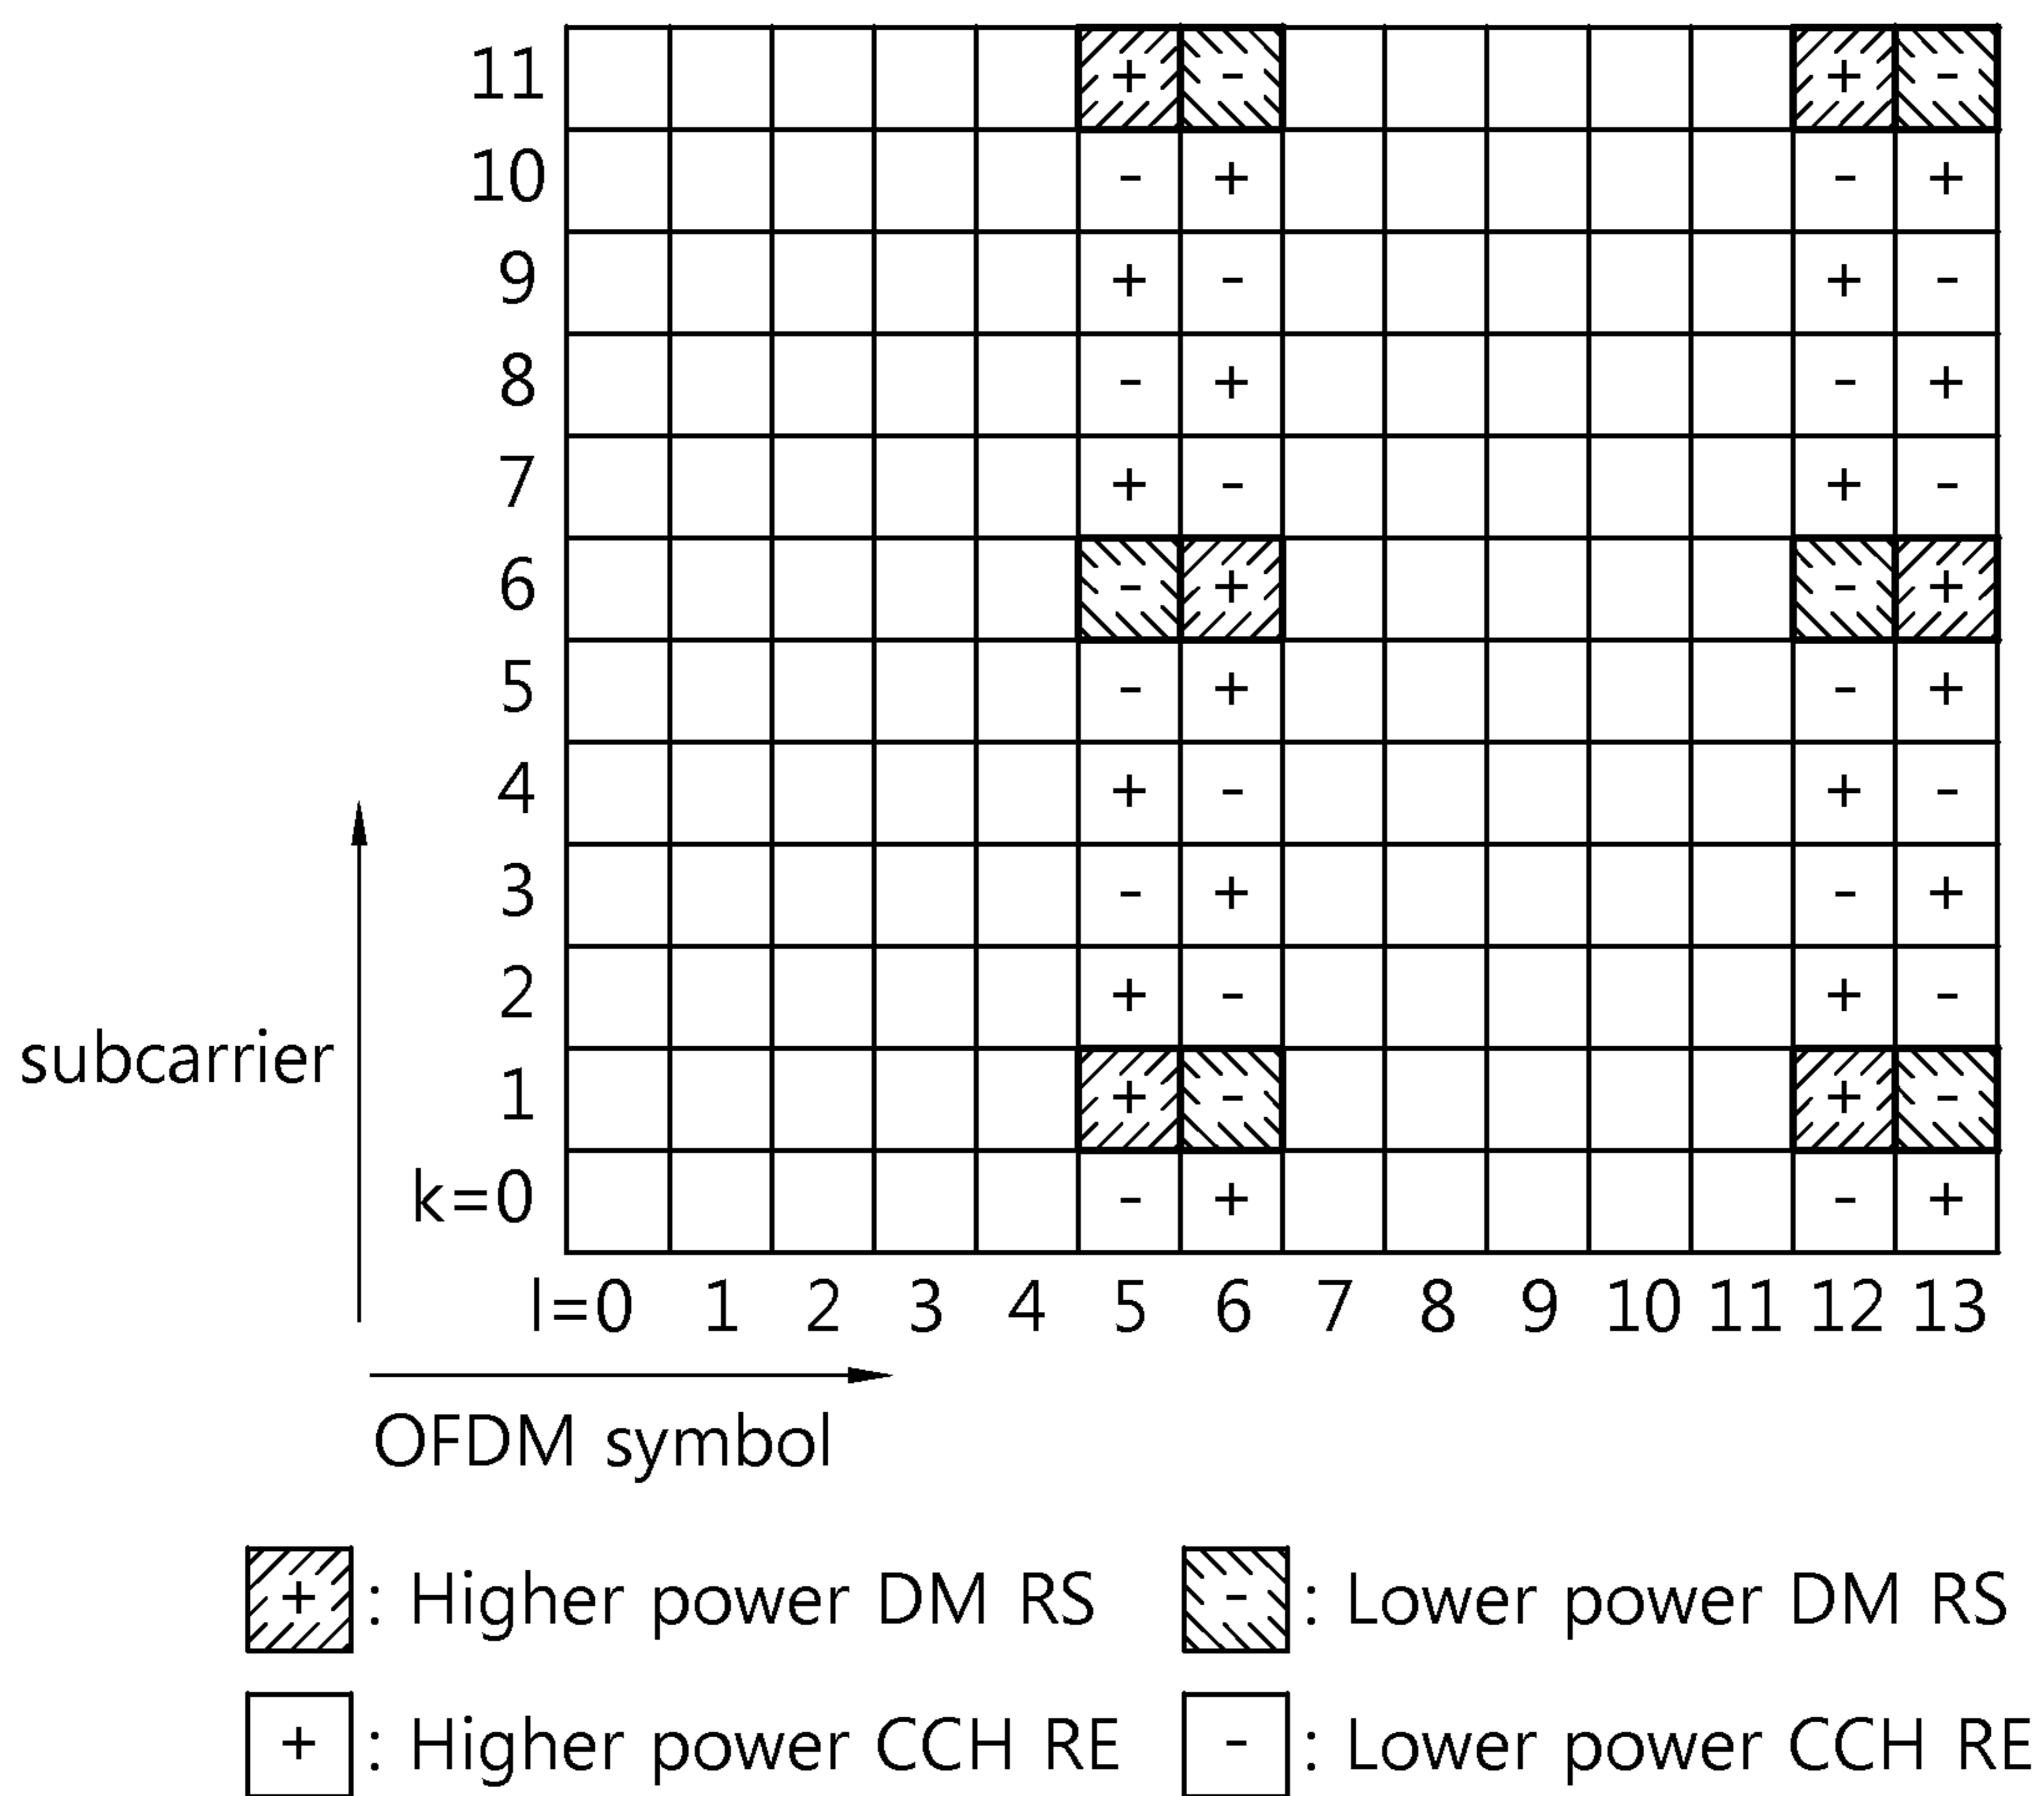 11 + - + -
10 - + - +
9 + - + -
8 - + - +
7 + - + -
6 - + - +
5 - + - +
4 + - + -
3 - + - +
2 + - + -
subcarrier
1 + - + -
k=0 - + - +
l=0 1 2 3 4 5 6 7 8 9 10 11 12 13
OFDM symbol
+ : Higher power DM RS - : Lower power DM RS
+ : Higher power CCH RE - : Lower power CCH RE